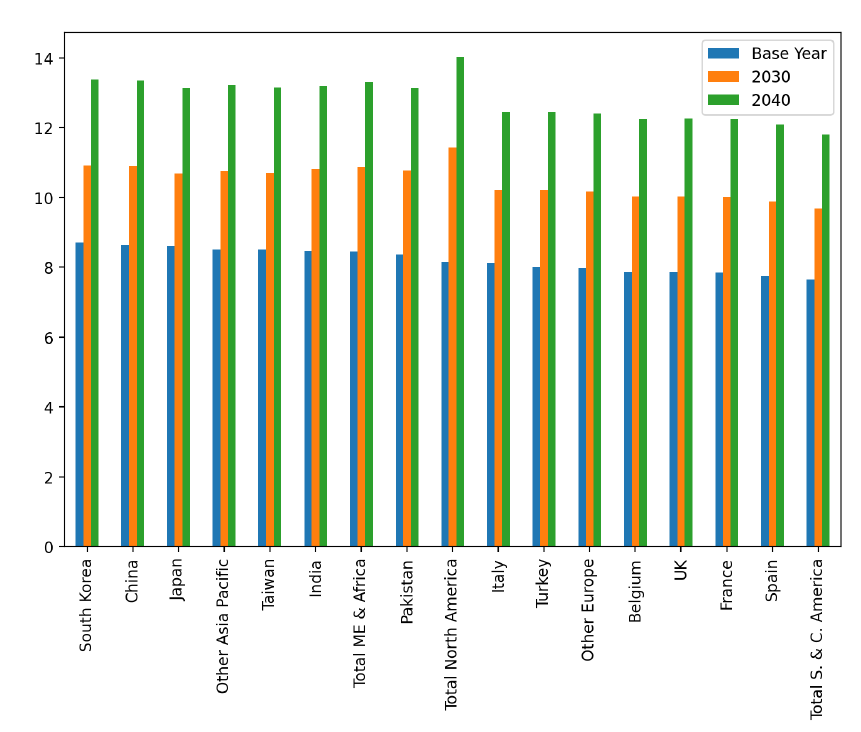 Base Year
2030
2040
14
12
10
8
6
4
2
0
South Korea
China
Japan
Other Asia Pacific
Taiwan
India
Total ME & Africa
Pakistan
Total North America
Italy
Turkey
Other Europe
Belgium
UK
France
Spain
Total S. & C. America